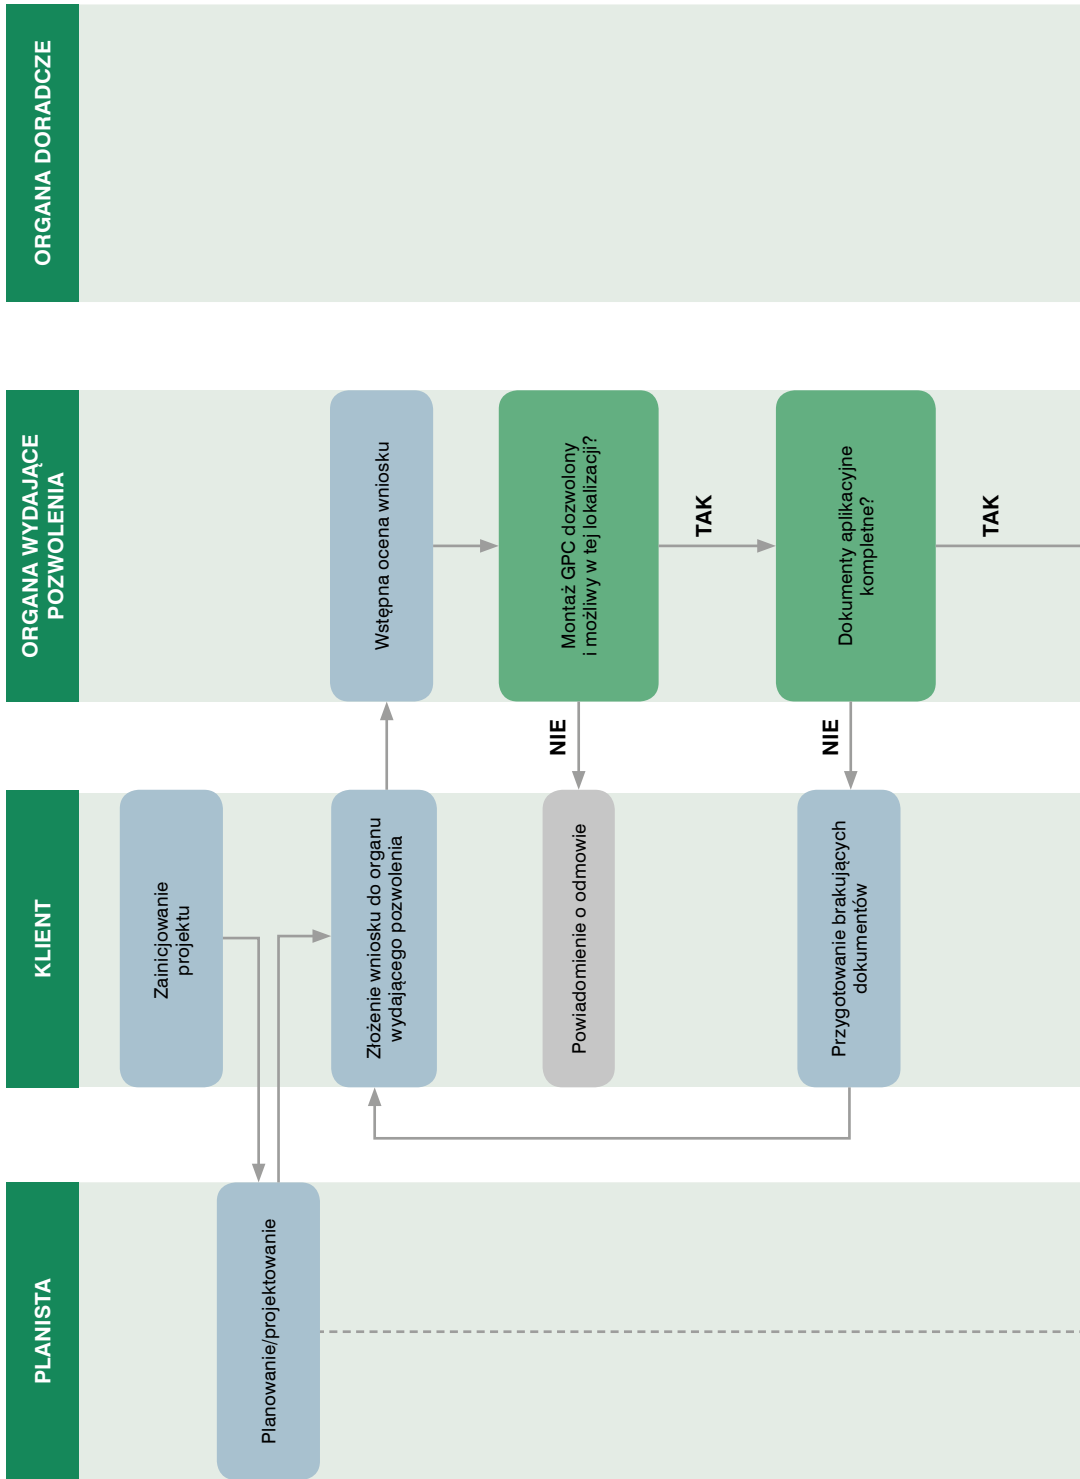 PLANISTA
KLIENT
ORGANA WYDAJĄCE
POZWOLENIA
ORGANA DORADCZE
Zainicjowanie
projektu
Planowanie/projektowanie
Złożenie wniosku do organu
wydającego pozwolenia
Wstępna ocena wniosku
Montaż GPC dozwolony
i możliwy w tej lokalizacji?
NIE
Powiadomienie o odmowie
TAK
Dokumenty aplikacyjne
kompletne?
NIE
Przygotowanie brakujących
dokumentów
TAK